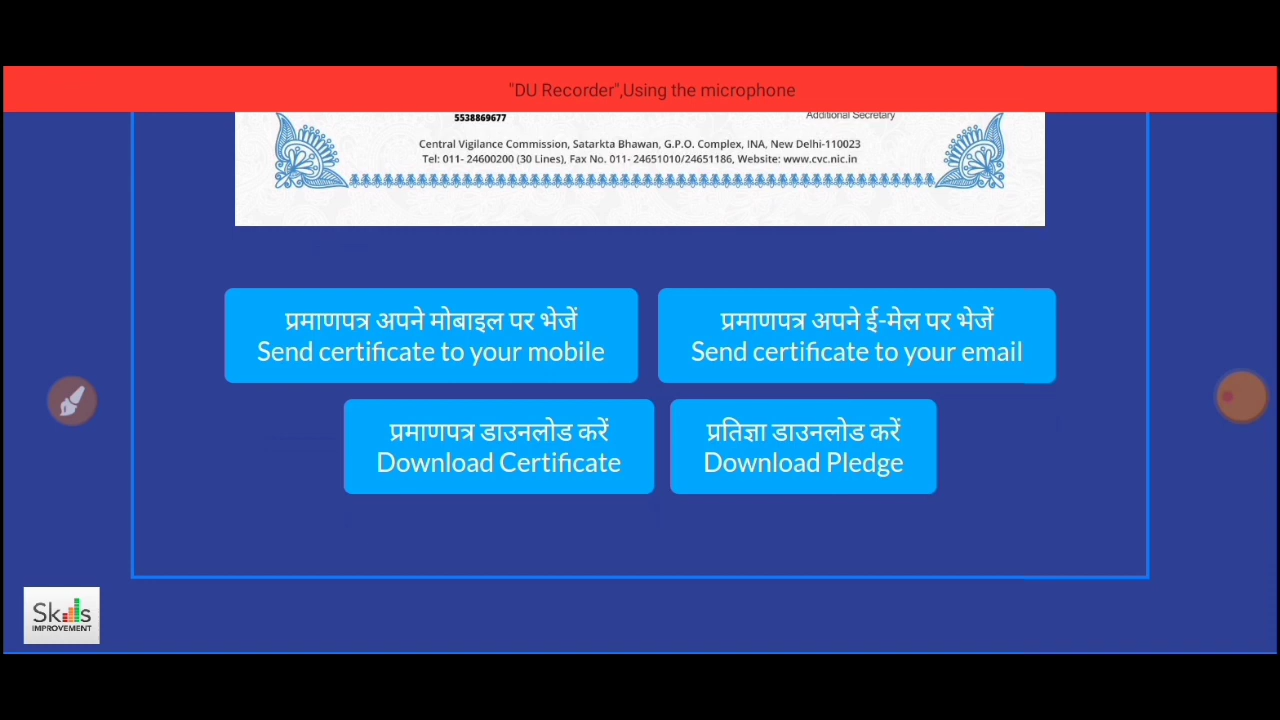 "DU Recorder",Using the microphone
5538869677
Additional Secretary
Central Vigilance Commission, Satarkta Bhawan, G.P.O. Complex, INA, New Delhi-110023
Tel: 011- 24600200 (30 Lines), Fax No. 011- 24651010/24651186, Website: www.cvc.nic.in
प्रमाणपत्र अपने मोबाइल पर भेजें
Send certificate to your mobile
प्रमाणपत्र अपने ई-मेल पर भेजें
Send certificate to your email
प्रमाणपत्र डाउनलोड करें
Download Certificate
प्रतिज्ञा डाउनलोड करें
Download Pledge
Skills
IMPROVEMENT